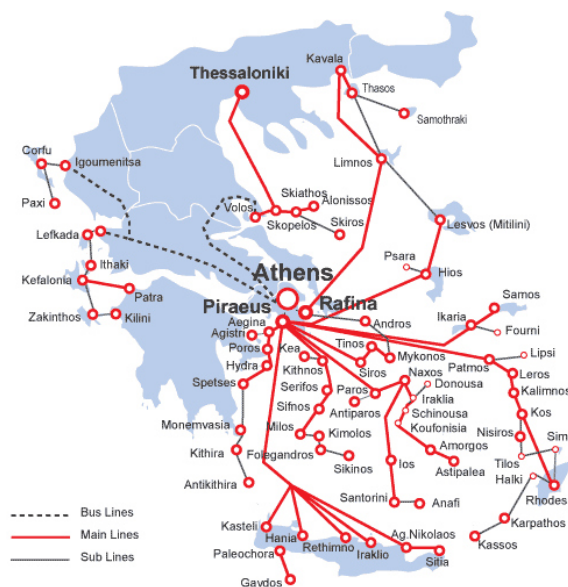 Kavala
Thessaloniki
Thasos
Samothraki
Corfu
Igoumenitsa
Limnos
Paxi
Skiathos
Alonissos
Volos
Skopelos
Skiros
Lesvos (Mitilini)
Lefkada
Psara
Ithaki
Athens
Hios
Kefalonia
Patra
Piraeus
Rafina
Samos
Zakinthos
Kilini
Aegina
Andros
Ikaria
Agistri
Fourni
Poros
Kea
Tinos
Hydra
Kithnos
Mykonos
Lipsi
Siros
Naxos
Patmos
Spetses
Serifos
Paros
Donousa
Leros
Iraklia
Kalimnos
Sifnos
Antiparos
Schinousa
Kos
Monemvasia
Milos
Kimolos
Koufonisia
Nisiros
Sim
Kithira
Folegandros
Amorgos
Tilos
Sikinos
Ios
Astipalea
Halki
Antikithira
Rhodes
Santorini
Anafi
Karpathos
Bus Lines
Kasteli
Kassos
Main Lines
Hania
Ag.Nikolaos
Sub Lines
Paleochora
Rethimno
Iraklio
Sitia
Gavdos